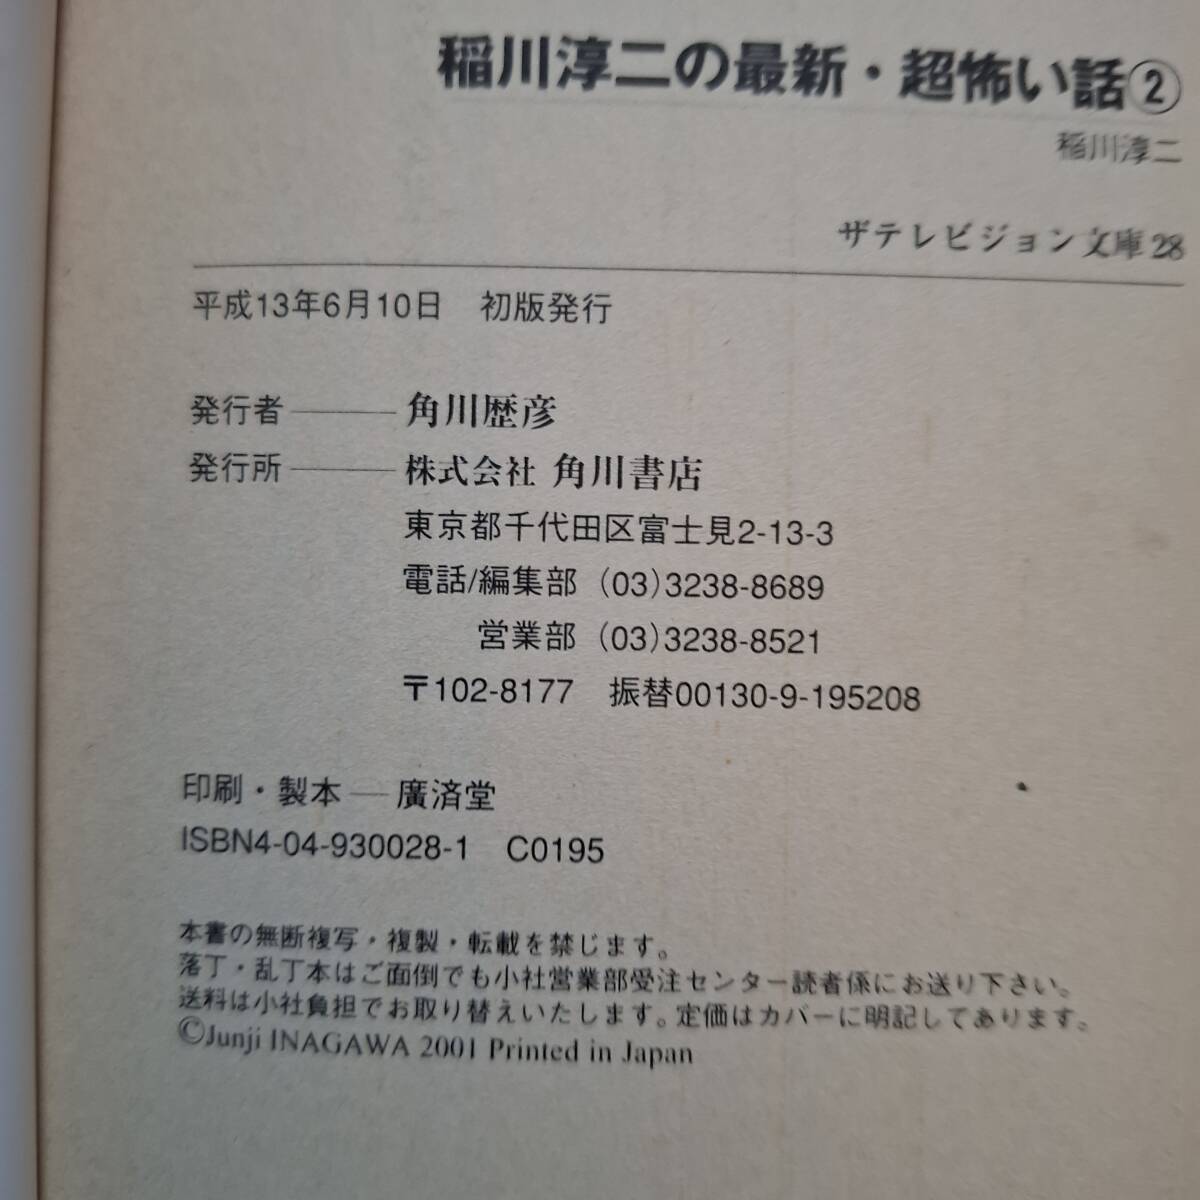 稲川淳二の最新・超怖い話②
稲川淳二
ザテレビジョン文庫28
平成13年6月10日　初版発行
発行者――角川歴彦
発行所――株式会社 角川書店
東京都千代田区富士見2-13-3
電話/編集部 (03)3238-8689
営業部 (03)3238-8521
〒102-8177　振替00130-9-195208
印刷・製本―廣済堂
ISBN4-04-930028-1　C0195
本書の無断複写・複製・転載を禁じます。
落丁・乱丁本はご面倒でも小社営業部受注センター読者係にお送り下さい。
送料は小社負担でお取り替えいたします。定価はカバーに明記してあります。
©Junji INAGAWA 2001 Printed in Japan